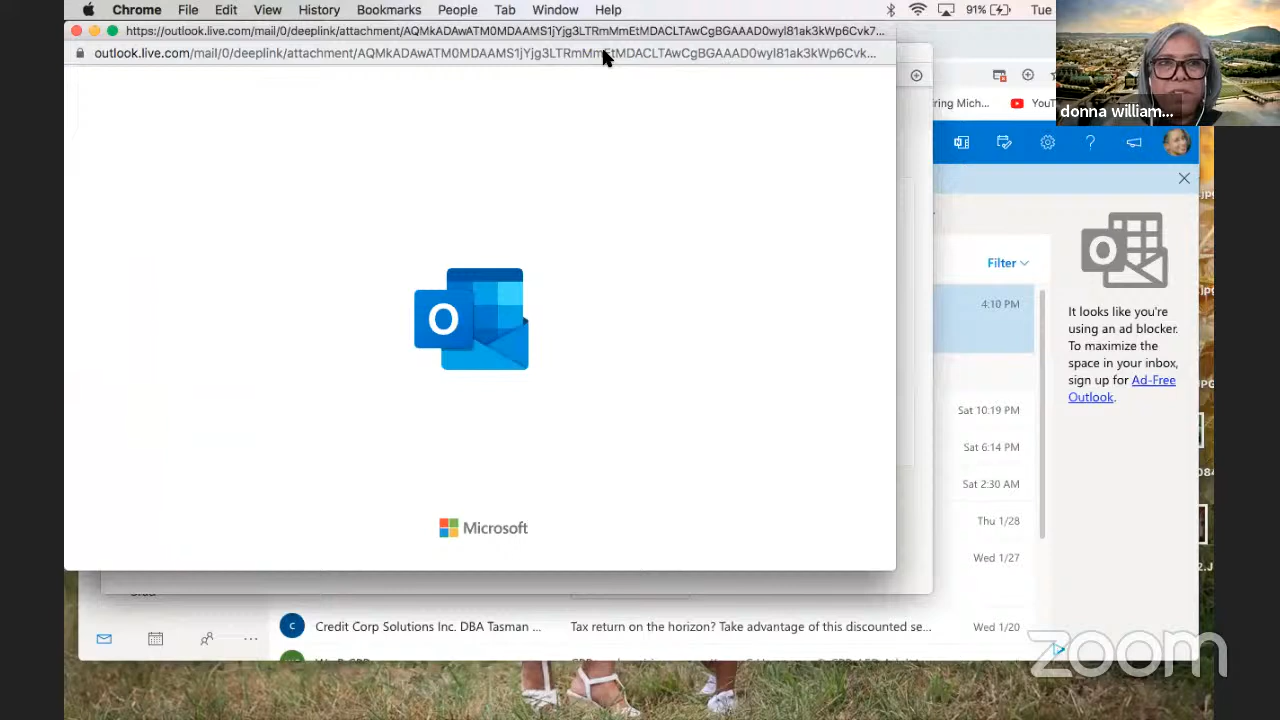 Chrome File Edit View History Bookmarks People Tab Window Help 91% Tue
https://outlook.live.com/mail/0/deeplink/attachment/AQMkADAwATM0MDAAMS1jYjg3LTRmMmEtMDACLTAwCgBGAAAD0wyI81ak3kWp6Cvk7...
outlook.live.com/mail/0/deeplink/attachment/AQMkADAwATM0MDAAMS1jYjg3LTRmMmEtMDACLTAwCgBGAAAD0wyI81ak3kWp6Cvk...
ring Mich...
donna william...
Filter
O
O
4:10 PM
It looks like you're
using an ad blocker.
To maximize the
space in your inbox,
sign up for Ad-Free
Outlook.
Sat 10:19 PM
Sat 6:14 PM
Sat 2:30 AM
Thu 1/28
Microsoft
Wed 1/27
C Credit Corp Solutions Inc. DBA Tasman ... Tax return on the horizon? Take advantage of this discounted se... Wed 1/20
zoom